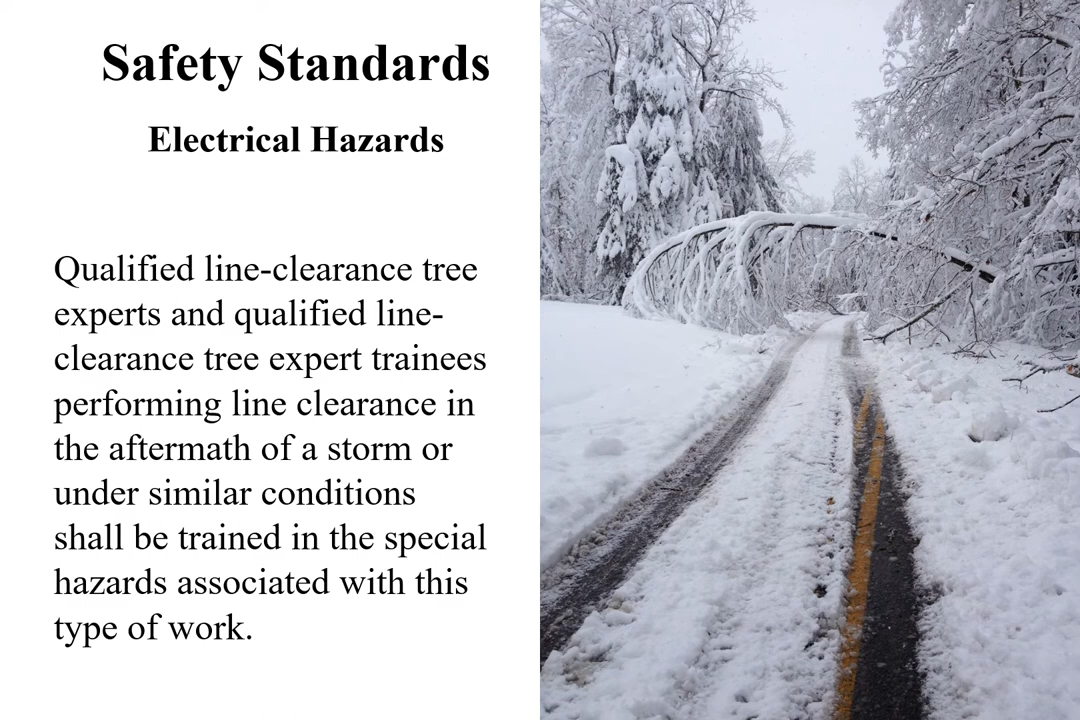 Safety Standards
Electrical Hazards
Qualified line-clearance tree
experts and qualified line-
clearance tree expert trainees
performing line clearance in
the aftermath of a storm or
under similar conditions
shall be trained in the special
hazards associated with this
type of work.